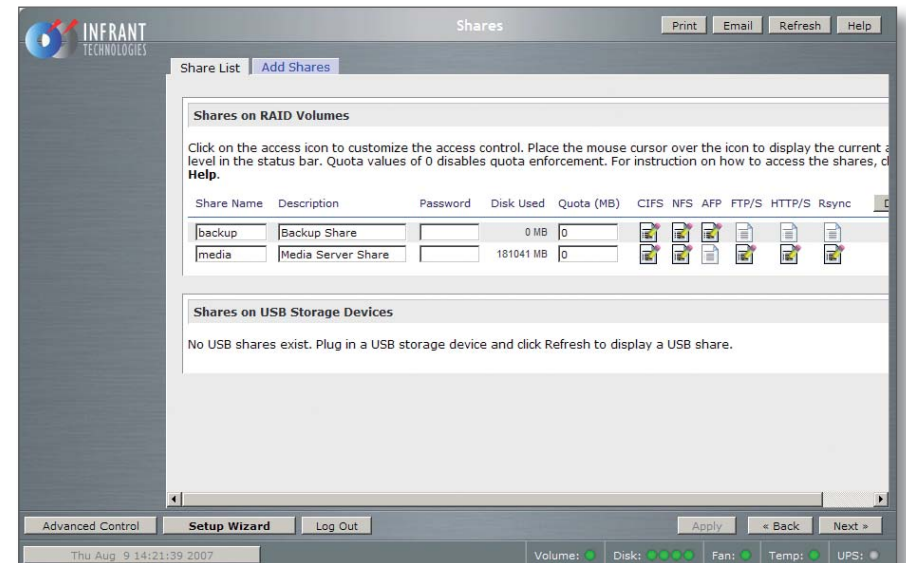 INFRANT
TECHNOLOGIES
Shares
Print Email Refresh Help
Share List Add Shares
Shares on RAID Volumes
Click on the access icon to customize the access control. Place the mouse cursor over the icon to display the current
level in the status bar. Quota values of 0 disables quota enforcement. For instruction on how to access the shares,
Help.
Share Name Description Password Disk Used Quota (MB) CIFS NFS AFP FTP/S HTTP/S Rsync
backup Backup Share 0 MB 0
media Media Server Share 181041 MB 0
Shares on USB Storage Devices
No USB shares exist. Plug in a USB storage device and click Refresh to display a USB share.
Advanced Control Setup Wizard Log Out Apply « Back Next »
Thu Aug 9 14:21:39 2007 Volume: Disk: Fan: Temp: UPS: